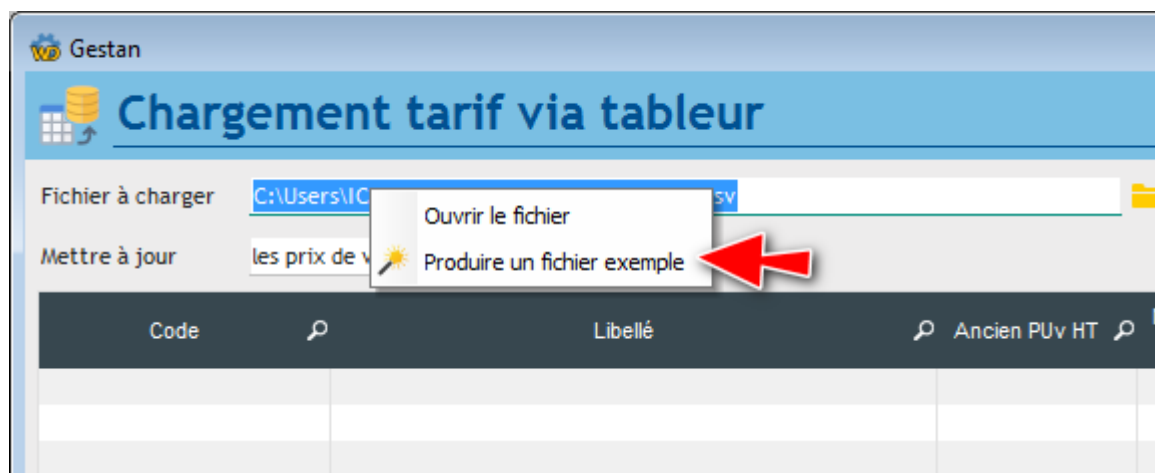 Gestan
Chargement tarif via tableur
Fichier à charger C:\Users\IC sv
Ouvrir le fichier
Mettre à jour les prix de v
Produire un fichier exemple
Code Libellé Ancien PUv HT